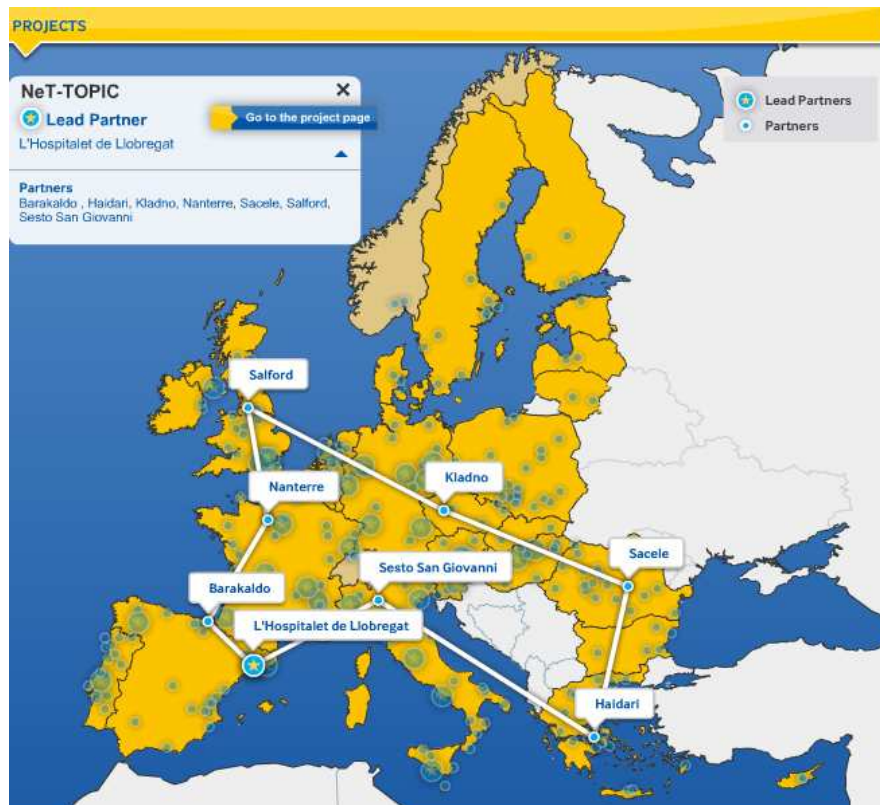 PROJECTS
NeT-TOPIC
Lead Partner
Go to the project page
L'Hospitalet de Llobregat
Partners
Barakaldo , Haidari, Kladno, Nanterre, Sacele, Salford,
Sesto San Giovanni
Lead Partners
Partners
Salford
Kladno
Nanterre
Sacele
Sesto San Giovanni
Barakaldo
L'Hospitalet de Llobregat
Haidari